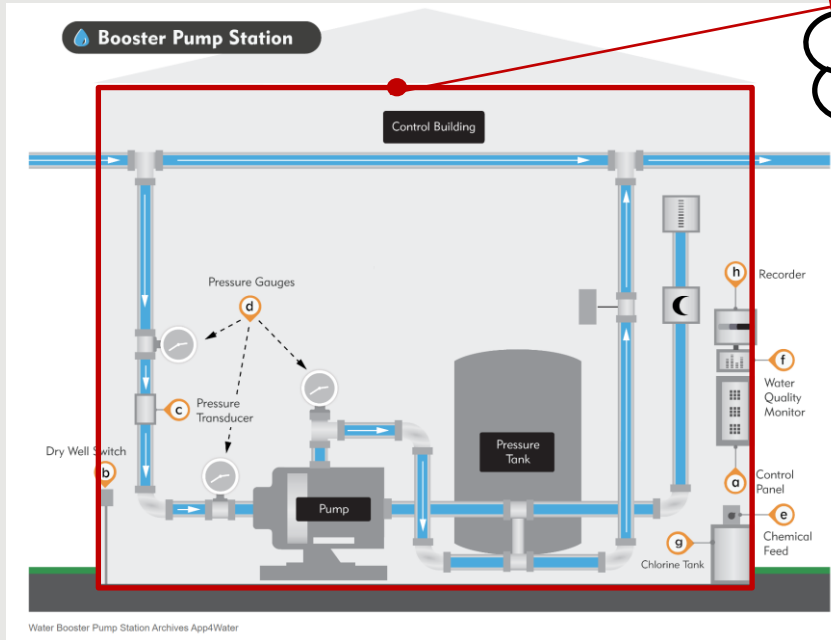 Booster Pump Station
Control Building
Pressure Gauges
d
h
Recorder
f
Water
Quality
Monitor
c
Pressure
Transducer
Dry Well Switch
b
Pressure
Tank
Pump
a
Control
Panel
e
Chemical
Feed
g
Chlorine Tank
Water Booster Pump Station Archives App4Water